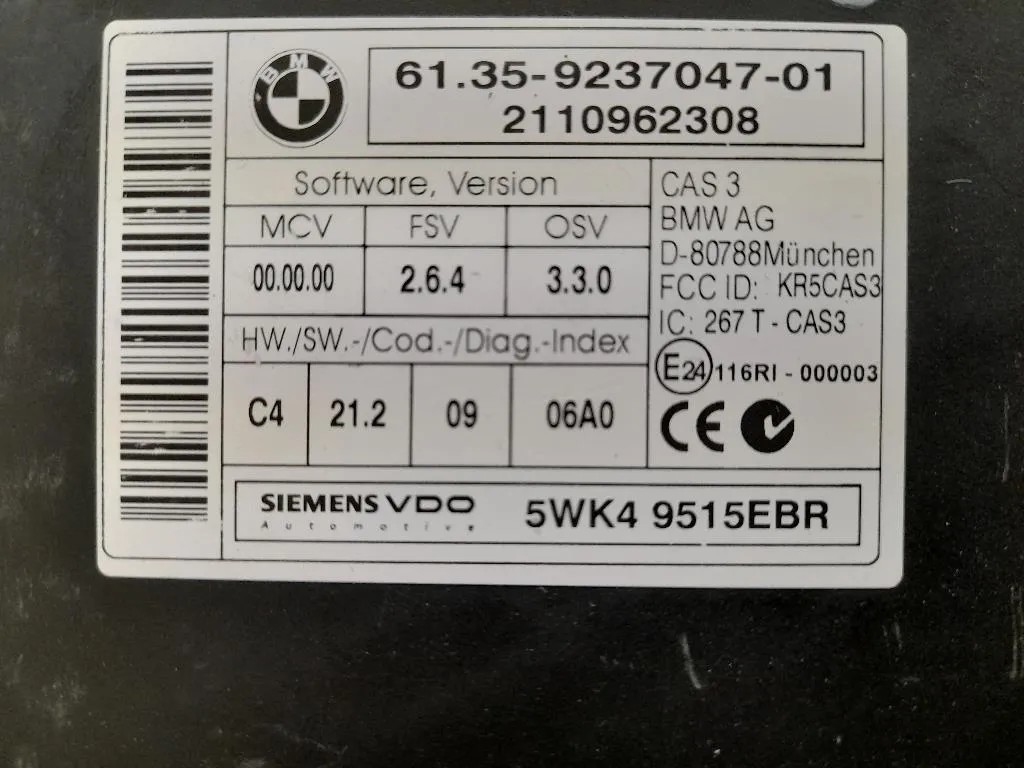 BMW
61.35-9237047-01
2110962308
Software, Version
MCV FSV OSV
00.00.00 2.6.4 3.3.0
HW./SW.-/Cod.-/Diag.-Index
C4 21.2 09 06A0
CAS 3
BMW AG
D-80788München
FCC ID: KR5CAS3
IC: 267 T - CAS3
E24 116RI - 000003
CE
SIEMENS VDO
Automotive
5WK4 9515EBR